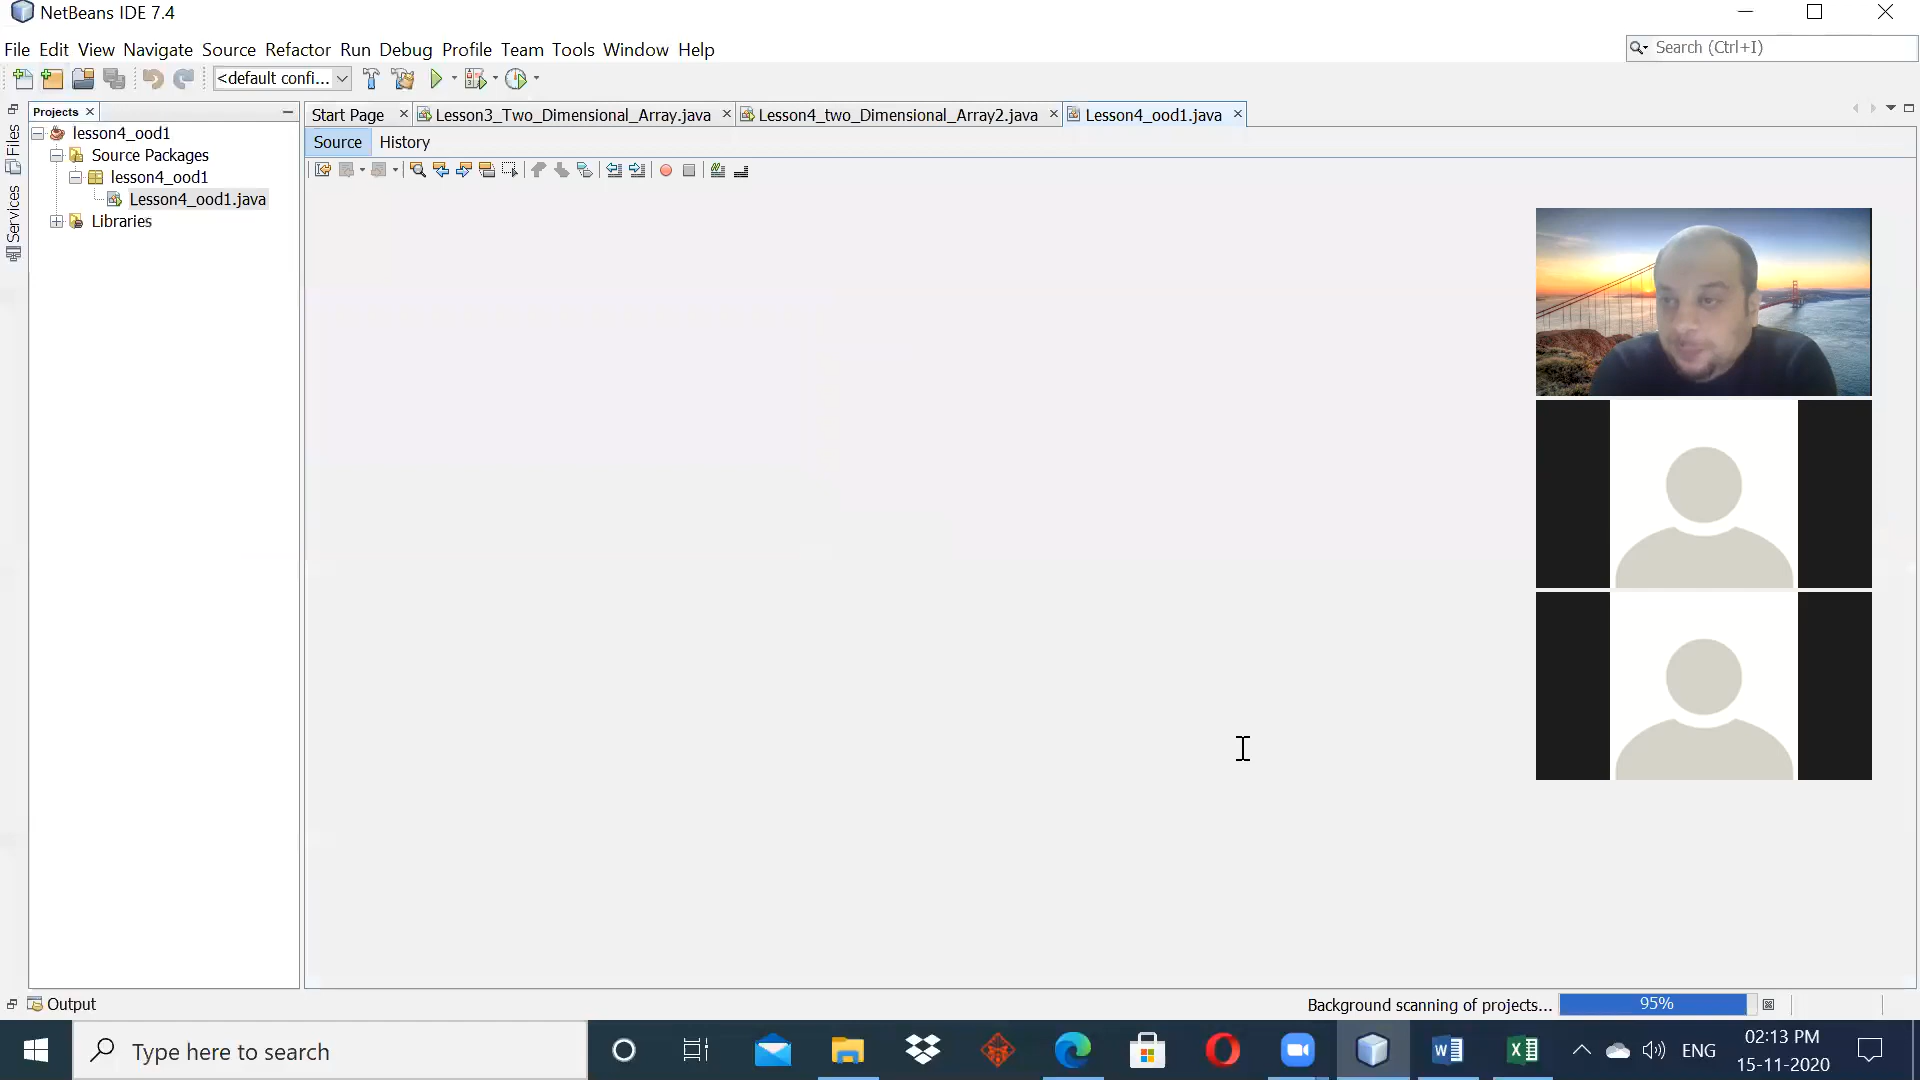 NetBeans IDE 7.4
File Edit View Navigate Source Refactor Run Debug Profile Team Tools Window Help
Search (Ctrl+I)
<default confi...
Projects
Start Page
Lesson3_Two_Dimensional_Array.java
Lesson4_two_Dimensional_Array2.java
Lesson4_ood1.java
Files
Services
lesson4_ood1
Source Packages
lesson4_ood1
Lesson4_ood1.java
Libraries
Source History
Output
Background scanning of projects...
95%
Type here to search
ENG
02:13 PM
15-11-2020